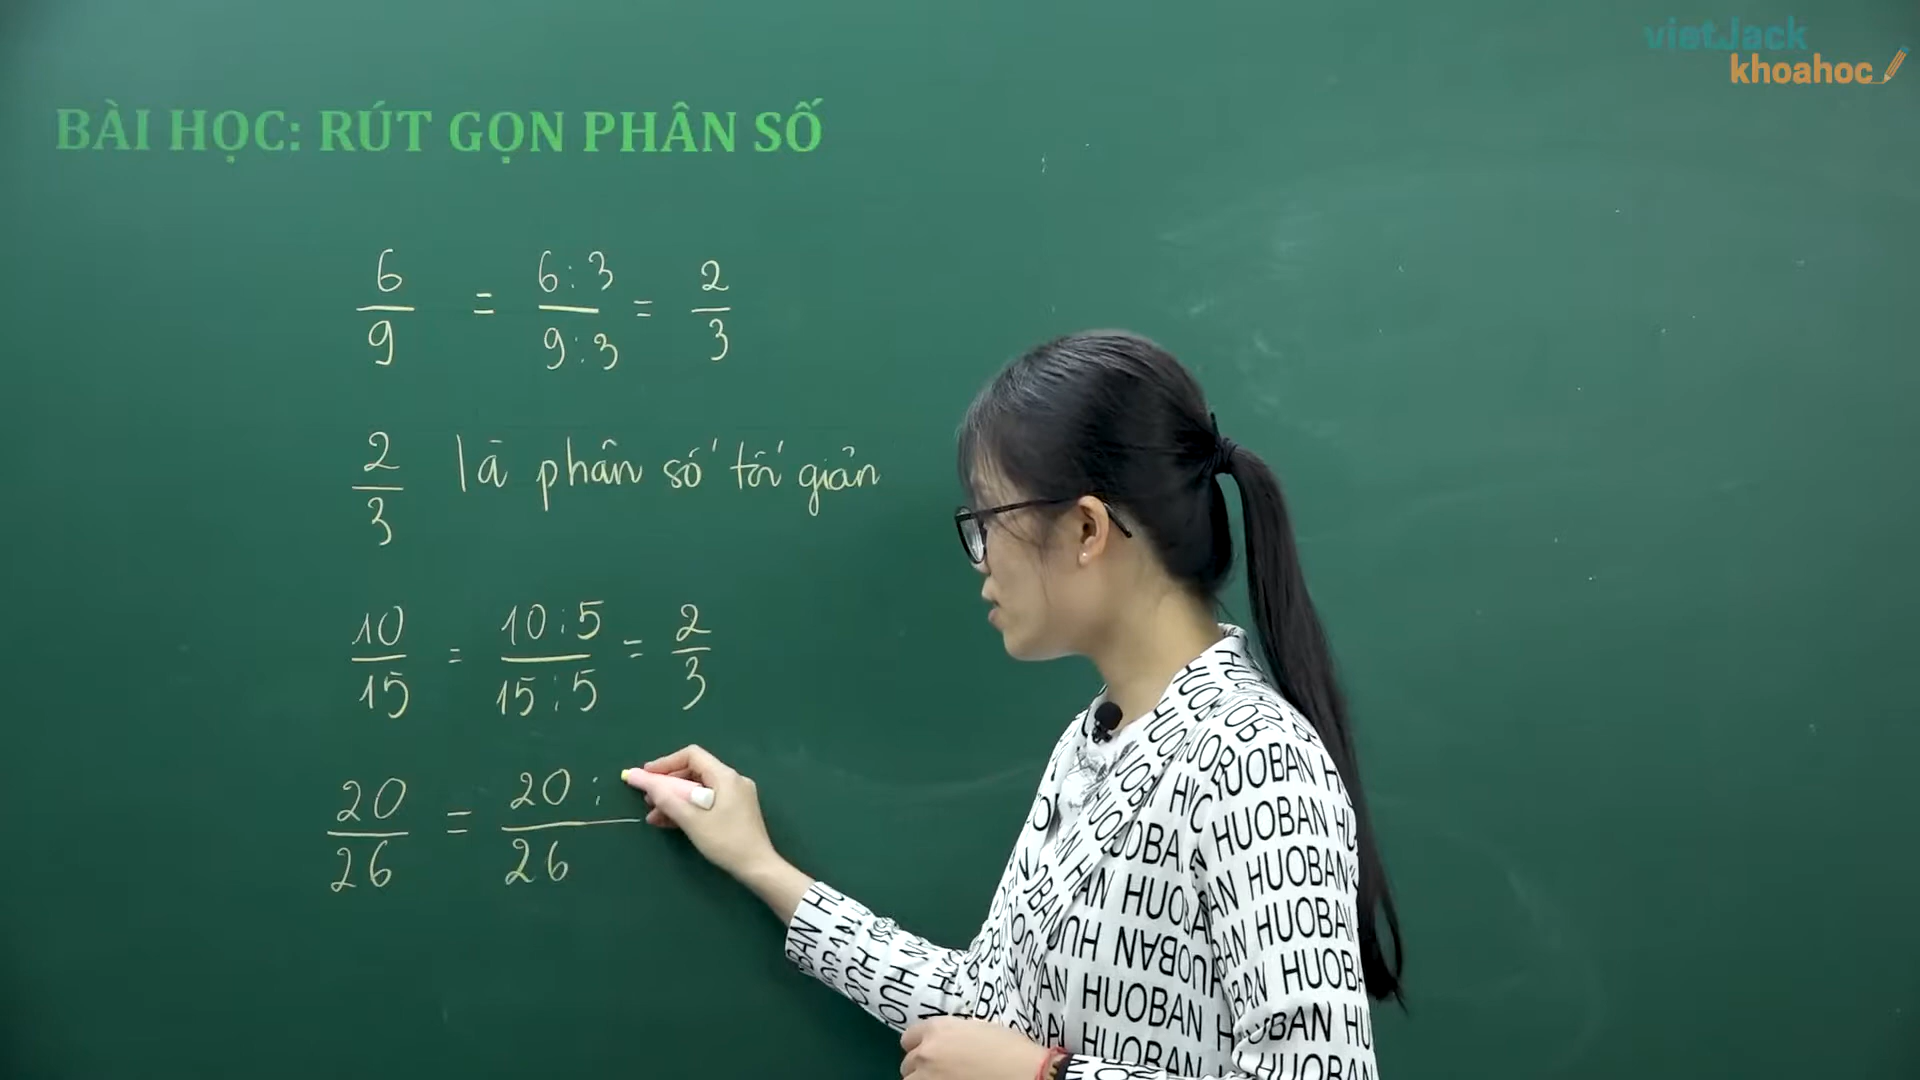 vietJack
khoahoc
BÀI HỌC: RÚT GỌN PHÂN SỐ
6/9 = 6:3/9:3 = 2/3
2/3 là phân số tối giản
10/15 = 10:5/15:5 = 2/3
20/26 = 20:/26
HUOBAN HUOBAN HUOBAN